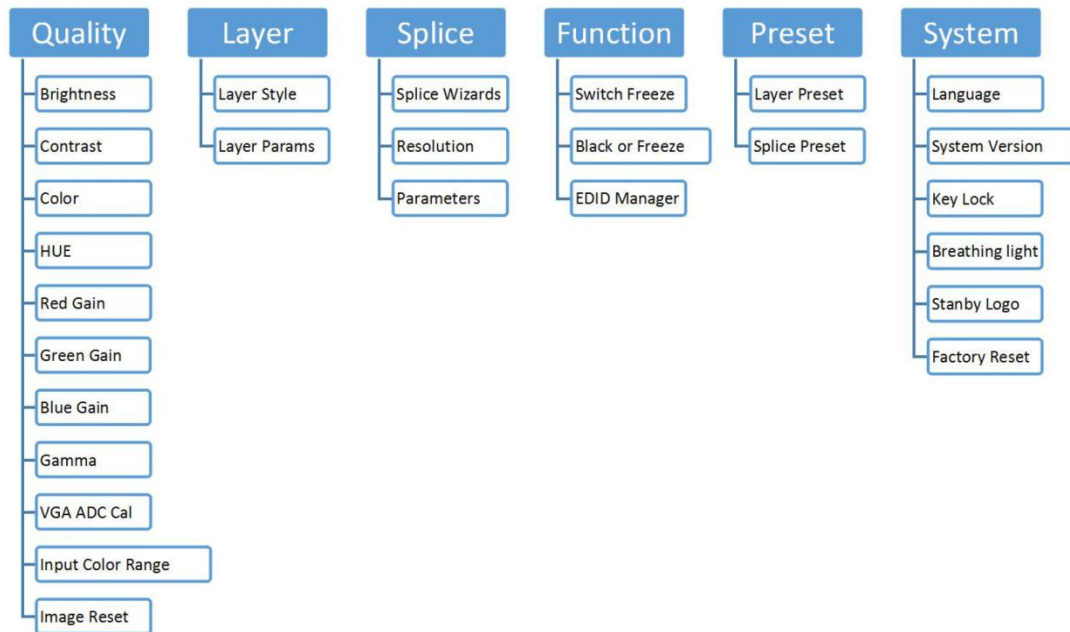 Quality
Brightness
Contrast
Color
HUE
Red Gain
Green Gain
Blue Gain
Gamma
VGA ADC Cal
Input Color Range
Image Reset
Layer
Layer Style
Layer Params
Splice
Splice Wizards
Resolution
Parameters
Function
Switch Freeze
Black or Freeze
EDID Manager
Preset
Layer Preset
Splice Preset
System
Language
System Version
Key Lock
Breathing light
Stanby Logo
Factory Reset